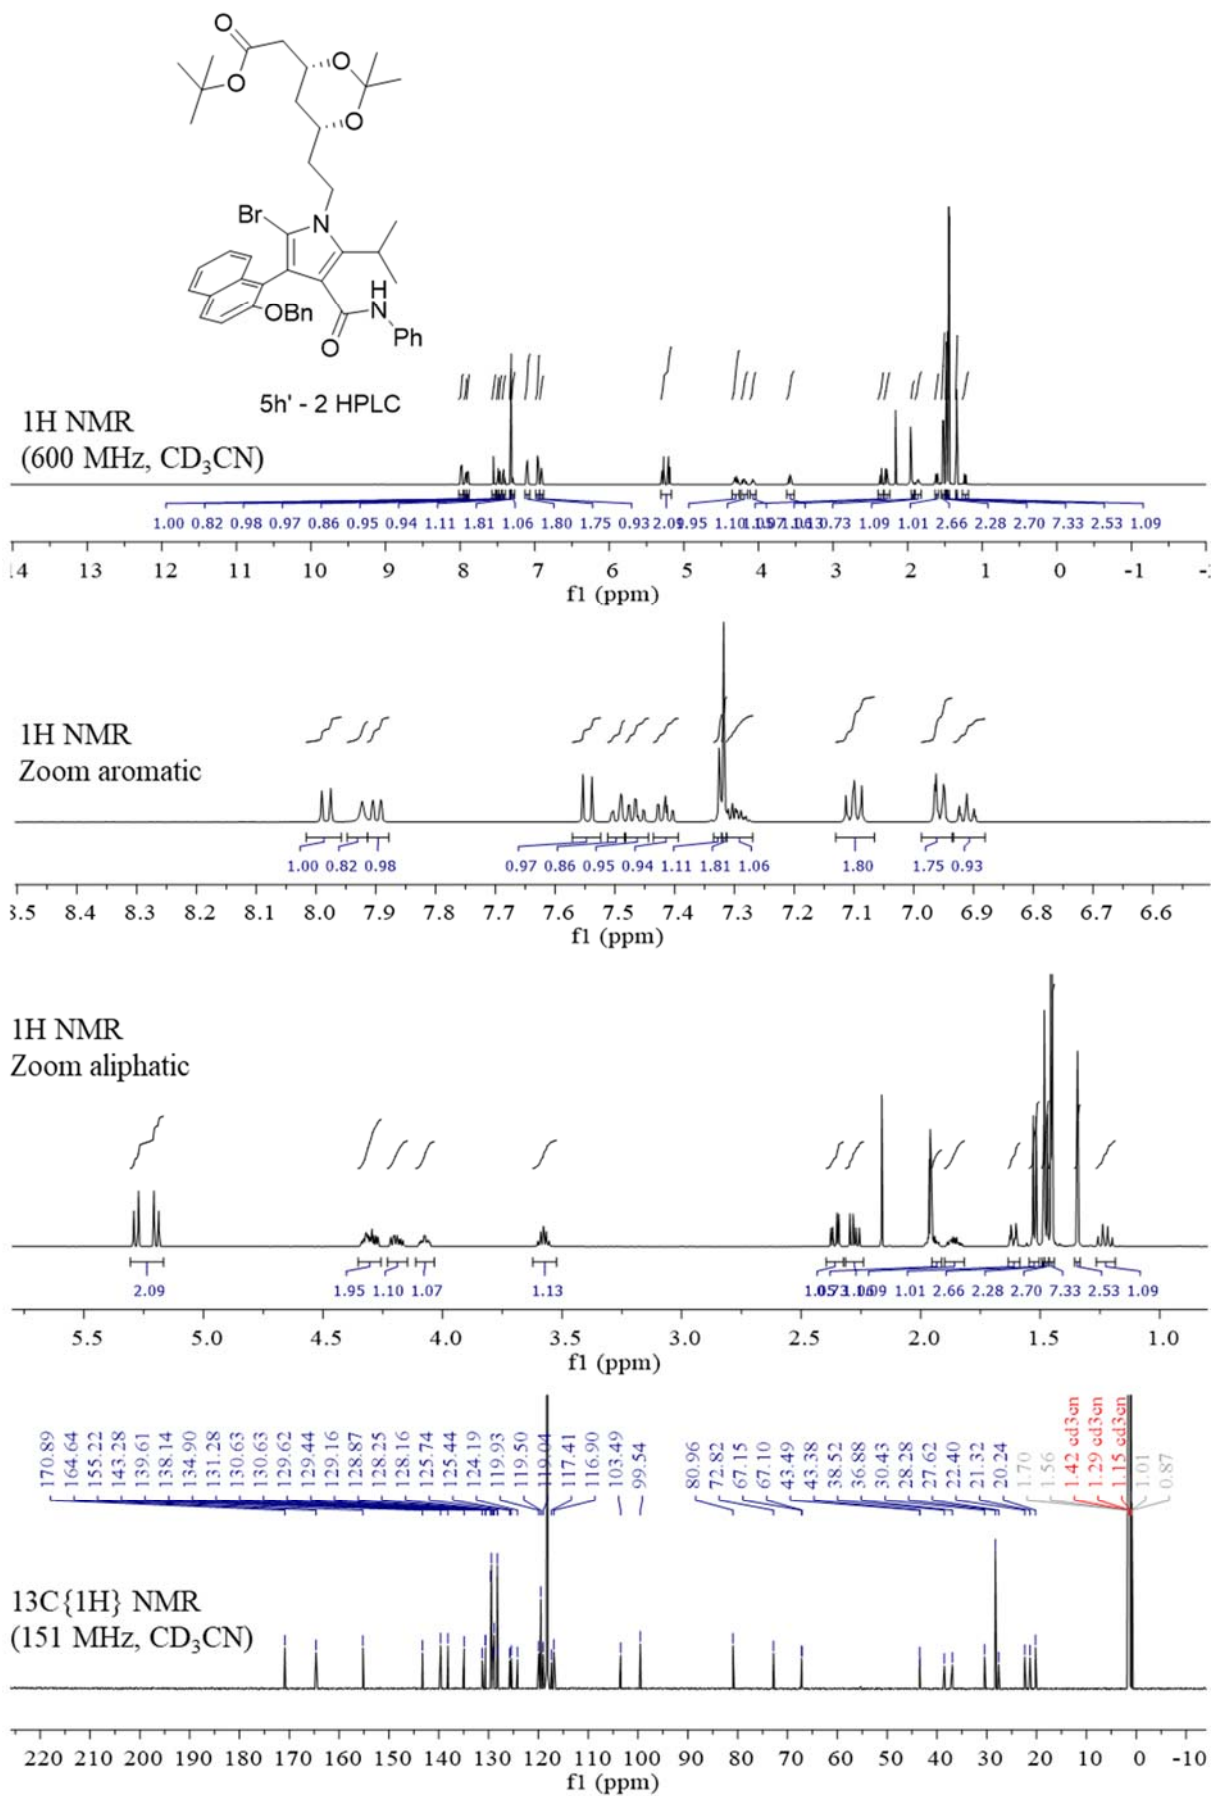 O
O
O
O
Br
N
H
N
OBn
O
Ph
5h' - 2 HPLC
1H NMR
(600 MHz, CD3CN)
1.00 0.82 0.98 0.97 0.86 0.95 0.94 1.11 1.81 1.06 1.80 1.75 0.93 2.09 1.95 1.10 0.73 1.09 1.01 2.66 2.28 2.70 7.33 2.53 1.09
14 13 12 11 10 9 8 7 6 5 4 3 2 1 0 -1
f1 (ppm)
1H NMR
Zoom aromatic
1.00 0.82 0.98 0.97 0.86 0.95 0.94 1.11 1.81 1.06 1.80 1.75 0.93
8.5 8.4 8.3 8.2 8.1 8.0 7.9 7.8 7.7 7.6 7.5 7.4 7.3 7.2 7.1 7.0 6.9 6.8 6.7 6.6
f1 (ppm)
1H NMR
Zoom aliphatic
2.09 1.95 1.10 1.07 1.13 1.01 2.66 2.28 2.70 7.33 2.53 1.09
5.5 5.0 4.5 4.0 3.5 3.0 2.5 2.0 1.5 1.0
f1 (ppm)
170.89 164.64 155.22 143.28 139.61 138.14 134.90 131.28 130.63 130.63 129.62 129.44 129.16 128.87 128.25 128.16 125.74 125.44 124.19 119.93 119.50 119.04 117.41 116.90 103.49 99.54 80.96 72.82 67.15 67.10 43.49 43.38 38.52 36.88 30.43 28.28 27.62 22.40 21.32 20.24 1.70 1.56 1.42 cd3cn 1.29 cd3cn 1.15 cd3cn 1.01 0.87
13C{1H} NMR
(151 MHz, CD3CN)
220 210 200 190 180 170 160 150 140 130 120 110 100 90 80 70 60 50 40 30 20 10 0 -10
f1 (ppm)